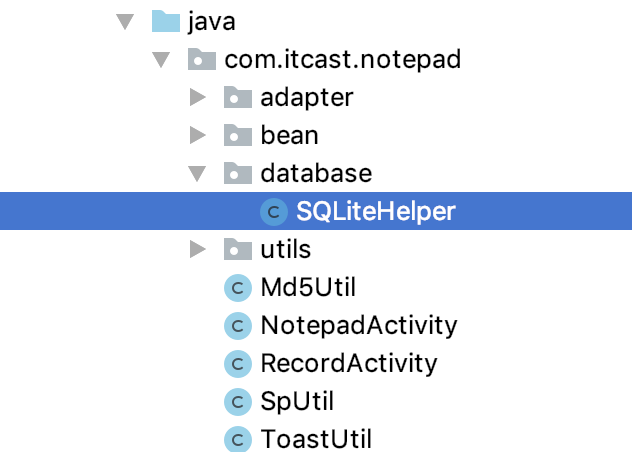 java
com.itcast.notepad
adapter
bean
database
C SQLiteHelper
utils
C Md5Util
C NotepadActivity
C RecordActivity
C SpUtil
C ToastUtil